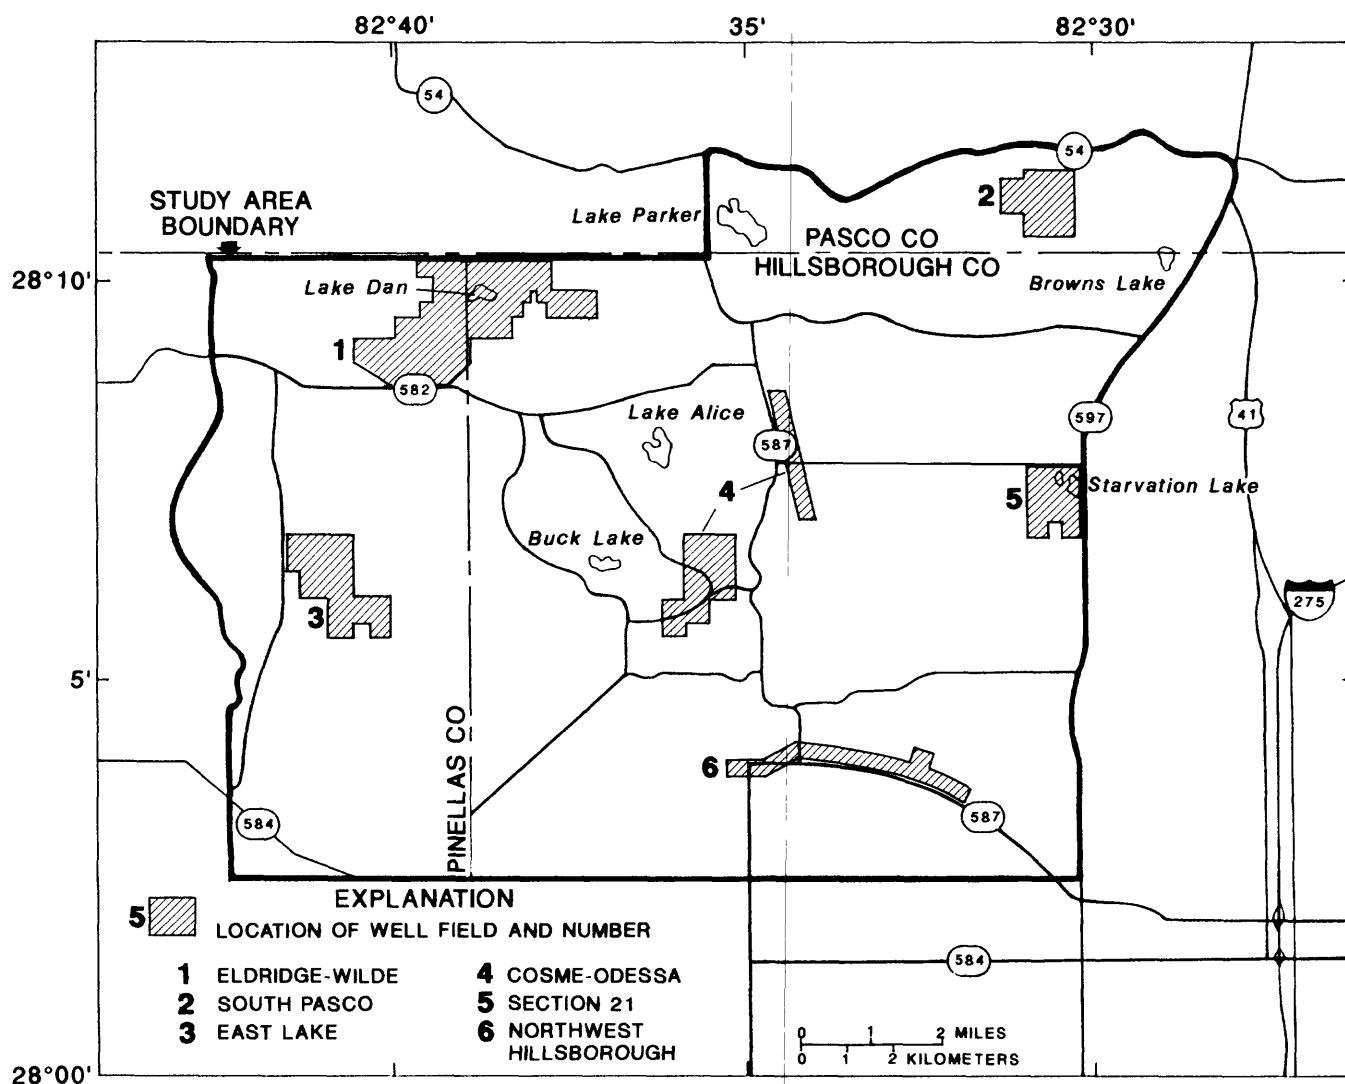 82°40'
35'
82°30'
54
54
STUDY AREA
BOUNDARY
Lake Parker
2
PASCO CO
HILLSBOROUGH CO
28°10'
Lake Dan
Browns Lake
1
582
Lake Alice
597
41
587
4
5
Starvation Lake
Buck Lake
3
275
5'
PINELLAS CO
6
587
584
EXPLANATION
5
LOCATION OF WELL FIELD AND NUMBER
1 ELDRIDGE-WILDE
2 SOUTH PASCO
3 EAST LAKE
4 COSME-ODESSA
5 SECTION 21
6 NORTHWEST
HILLSBOROUGH
584
0 1 2 MILES
0 1 2 KILOMETERS
28°00'